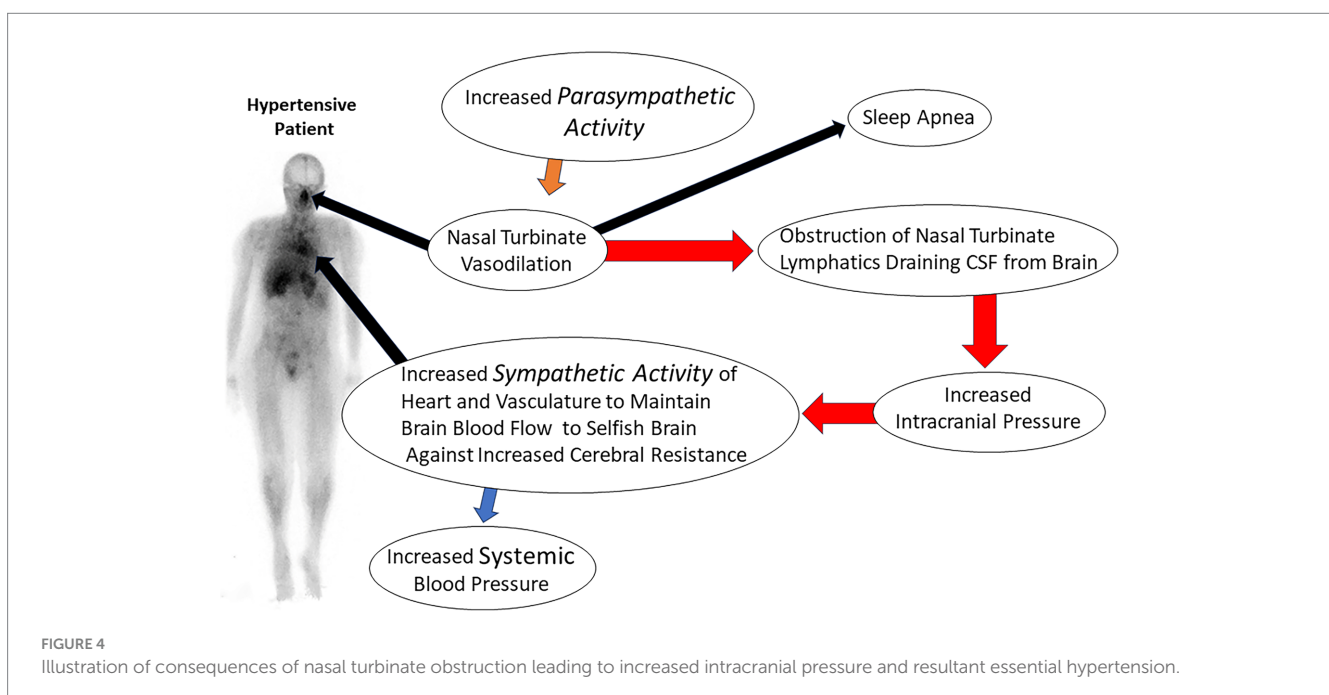 Hypertensive
Patient
Increased Parasympathetic
Activity
Sleep Apnea
Nasal Turbinate
Vasodilation
Obstruction of Nasal Turbinate
Lymphatics Draining CSF from Brain
Increased Sympathetic Activity of
Heart and Vasculature to Maintain
Brain Blood Flow to Selfish Brain
Against Increased Cerebral Resistance
Increased
Intracranial Pressure
Increased Systemic
Blood Pressure
FIGURE 4
Illustration of consequences of nasal turbinate obstruction leading to increased intracranial pressure and resultant essential hypertension.